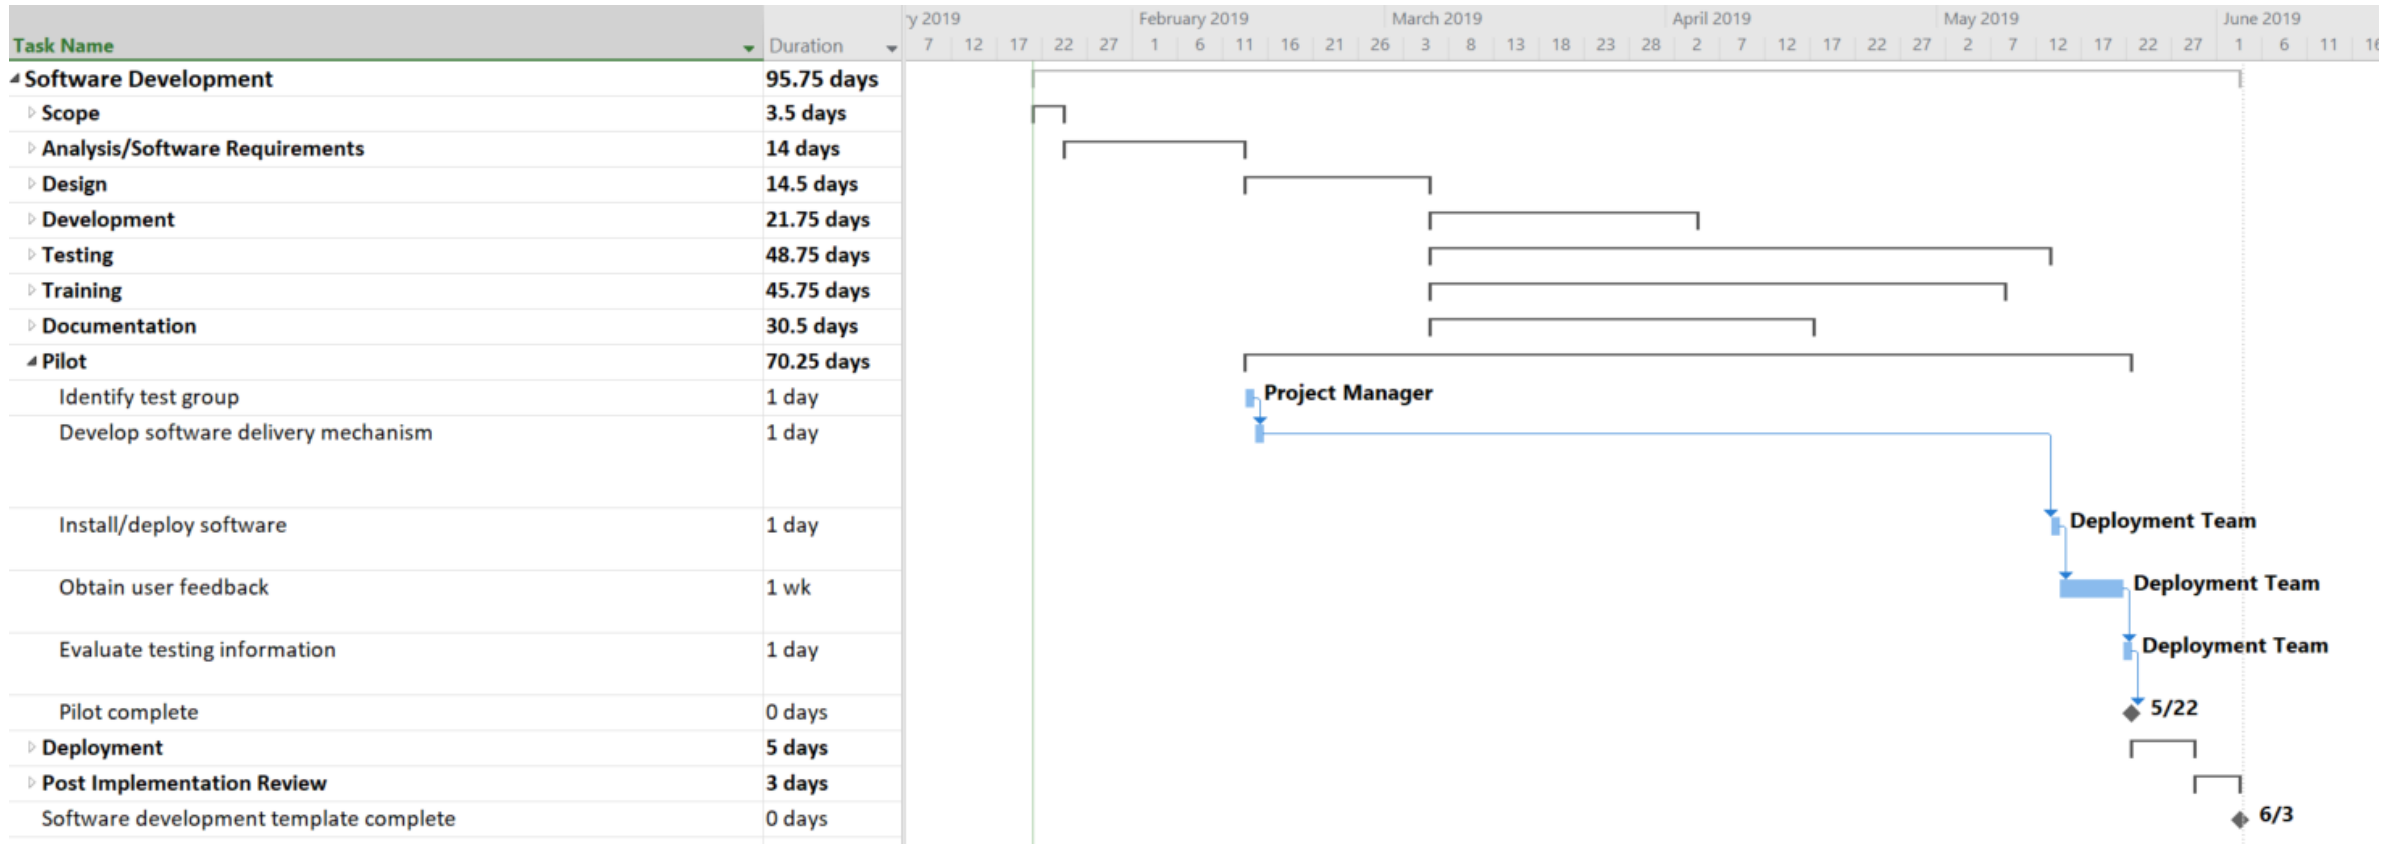 'y 2019 February 2019 March 2019 April 2019 May 2019 June 2019
Task Name Duration 7 12 17 22 27 1 6 11 16 21 26 3 8 13 18 23 28 2 7 12 17 22 27 2 7 12 17 22 27 1 6 11 16
Software Development 95.75 days
Scope 3.5 days
Analysis/Software Requirements 14 days
Design 14.5 days
Development 21.75 days
Testing 48.75 days
Training 45.75 days
Documentation 30.5 days
Pilot 70.25 days
Identify test group 1 day Project Manager
Develop software delivery mechanism 1 day
Install/deploy software 1 day Deployment Team
Obtain user feedback 1 wk Deployment Team
Evaluate testing information 1 day Deployment Team
Pilot complete 0 days 5/22
Deployment 5 days
Post Implementation Review 3 days
Software development template complete 0 days 6/3